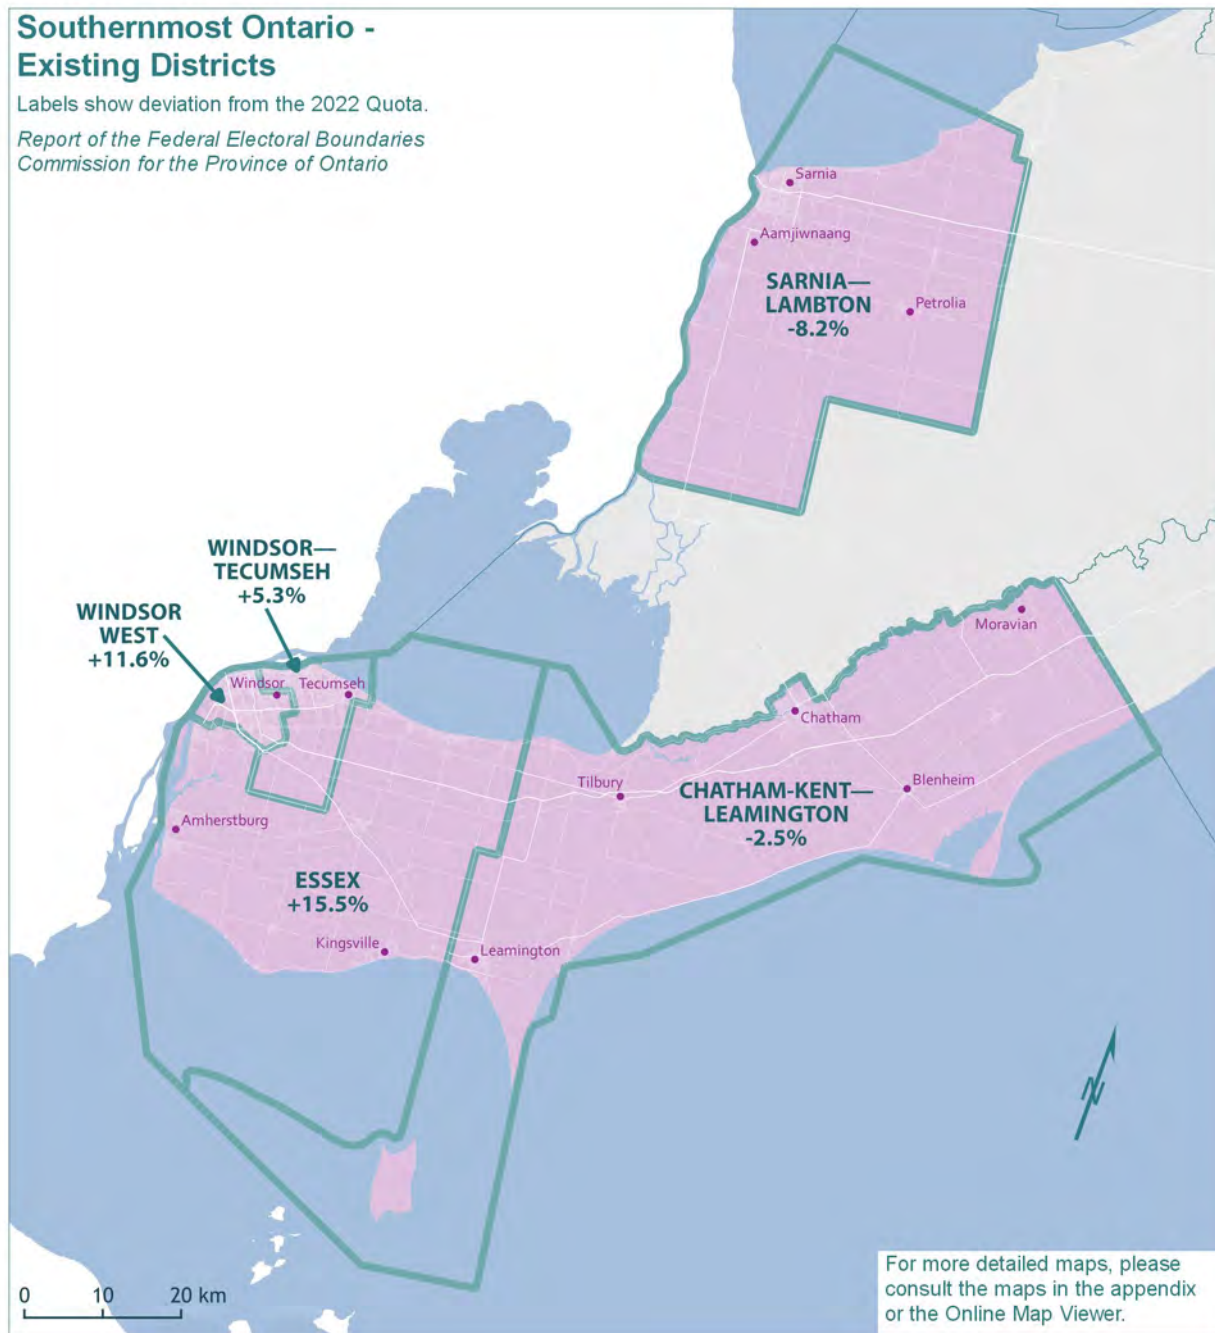 Southernmost Ontario -
Existing Districts
Labels show deviation from the 2022 Quota.
Report of the Federal Electoral Boundaries
Commission for the Province of Ontario
Sarnia
Aamjiwnaang
SARNIA—
LAMBTON
-8.2%
Petrolia
WINDSOR—
TECUMSEH
+5.3%
WINDSOR
WEST
+11.6%
Moravian
Windsor
Tecumseh
Chatham
Tilbury
CHATHAM-KENT—
LEAMINGTON
-2.5%
Blenheim
Amherstburg
ESSEX
+15.5%
Kingsville
Leamington
N
0 10 20 km
For more detailed maps, please
consult the maps in the appendix
or the Online Map Viewer.